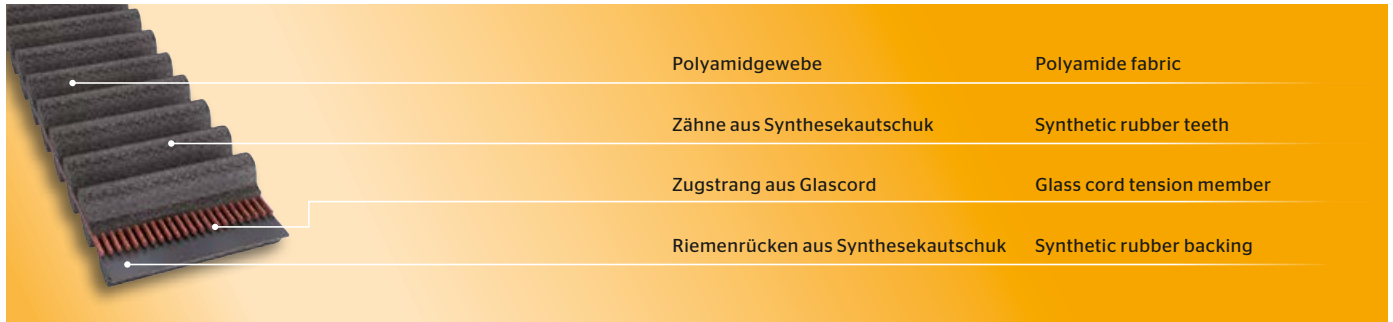 Polyamidgewebe Polyamide fabric
Zähne aus Synthesekautschuk Synthetic rubber teeth
Zugstrang aus Glascord Glass cord tension member
Riemenrücken aus Synthesekautschuk Synthetic rubber backing